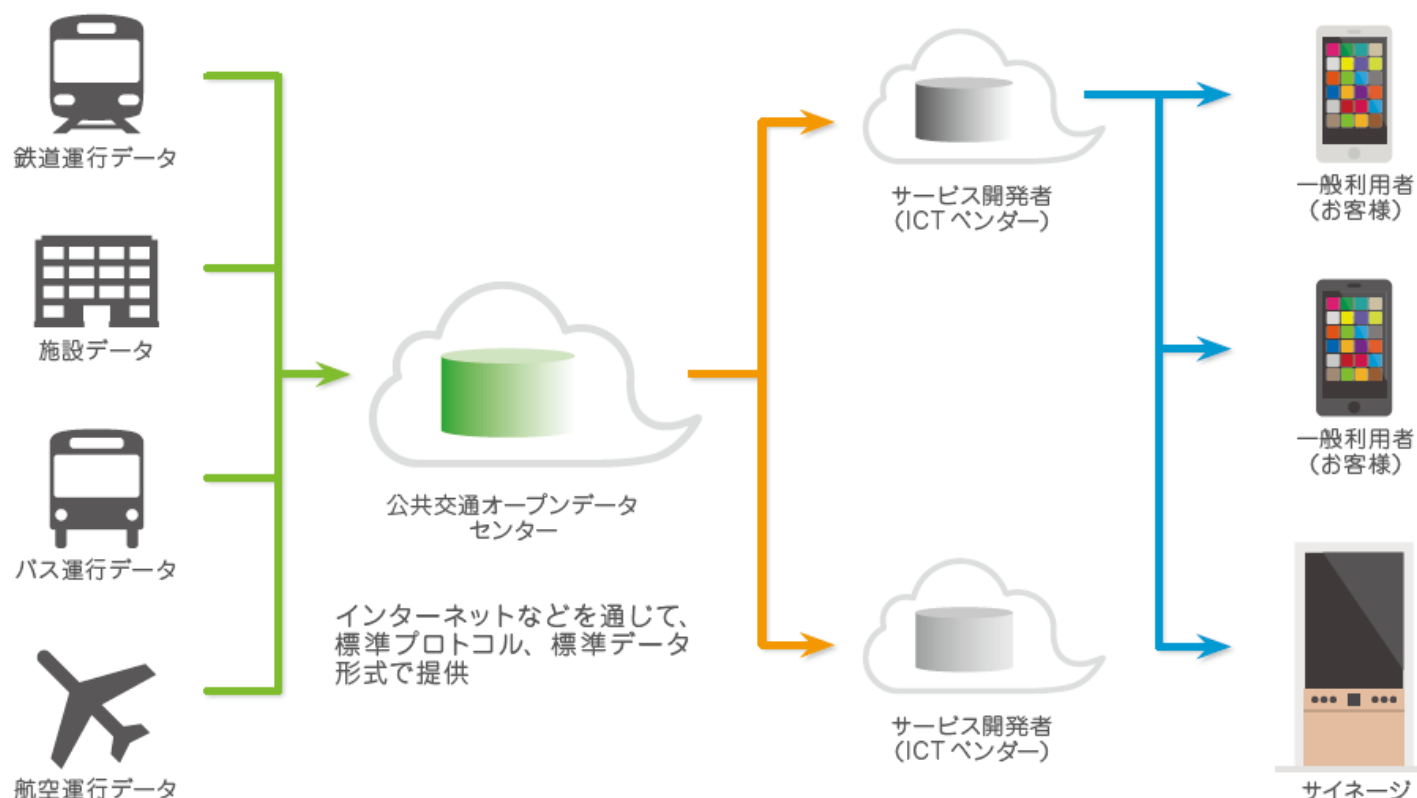 鉄道運行データ
施設データ
バス運行データ
航空運行データ
公共交通オープンデータ
センター
インターネットなどを通じて、
標準プロトコル、標準データ
形式で提供
サービス開発者
(ICTベンダー)
サービス開発者
(ICTベンダー)
一般利用者
(お客様)
一般利用者
(お客様)
サイネージ